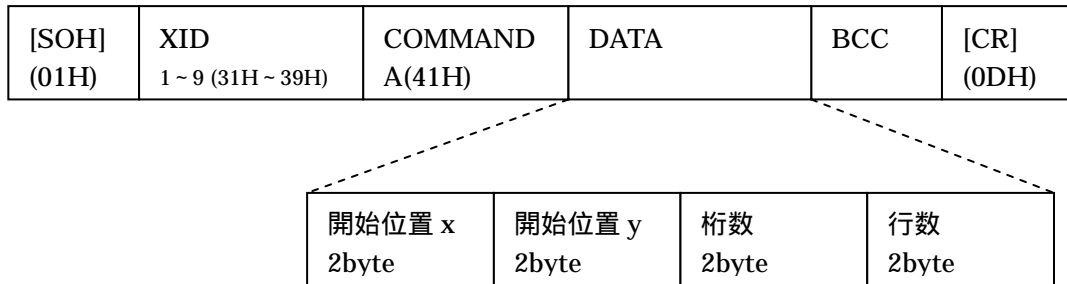 [SOH] XID COMMAND DATA BCC [CR]
(01H) 1 ~ 9 (31H ~ 39H) A(41H) (0DH)
開始位置 x 開始位置 y 桁数 行数
2byte 2byte 2byte 2byte